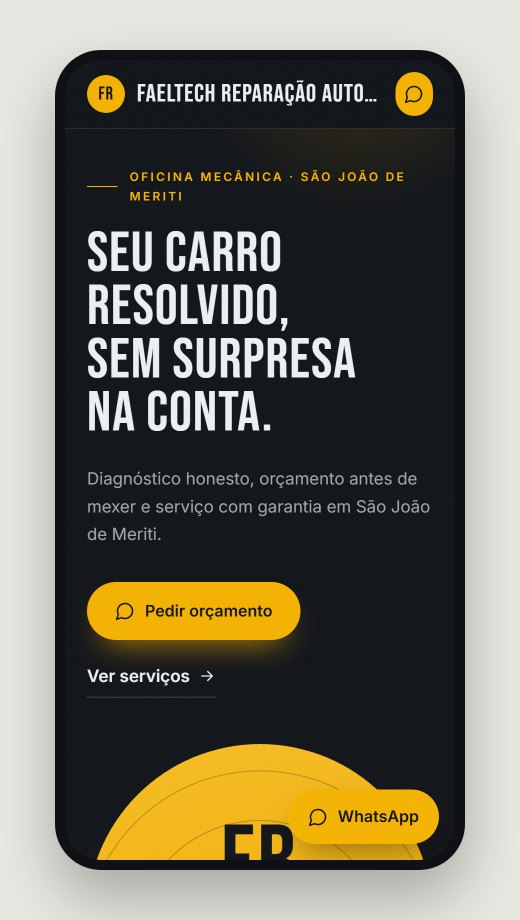 FR
FAELTECH REPARAÇÃO AUTO...
OFICINA MECÂNICA · SÃO JOÃO DE
MERITI
SEU CARRO
RESOLVIDO,
SEM SURPRESA
NA CONTA.
Diagnóstico honesto, orçamento antes de
mexer e serviço com garantia em São João
de Meriti.
Pedir orçamento
Ver serviços →
FR
WhatsApp